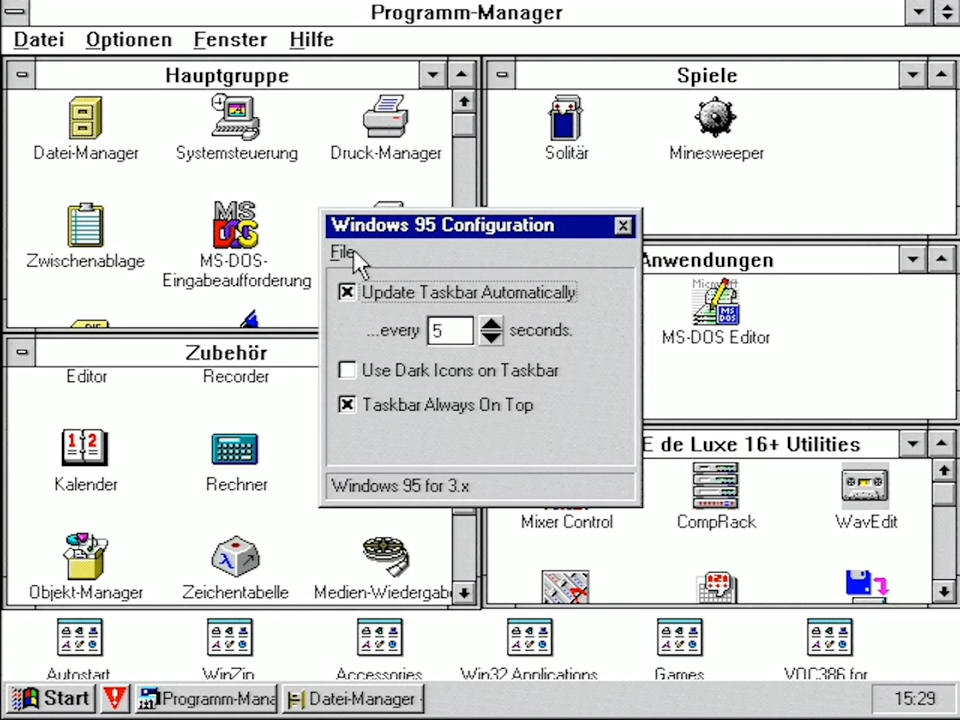 Programm-Manager
Datei Optionen Fenster Hilfe
Hauptgruppe
Datei-Manager Systemsteuerung Druck-Manager
Zwischenablage MS-DOS-
Eingabeaufforderung
Spiele
Solitär Minesweeper
Windows 95 Configuration
File
Update Taskbar Automatically
...every 5 seconds.
Use Dark Icons on Taskbar
Taskbar Always On Top
Windows 95 for 3.x
Anwendungen
MS-DOS Editor
Zubehör
Editor Recorder
Kalender Rechner
Objekt-Manager Zeichentabelle Medien-Wiedergab
E de Luxe 16+ Utilities
Mixer Control CompRack WavEdit
Autostart WinZip Accessories Win32 Applications Games VOC386 for
Start Programm-Mana Datei-Manager 15:29